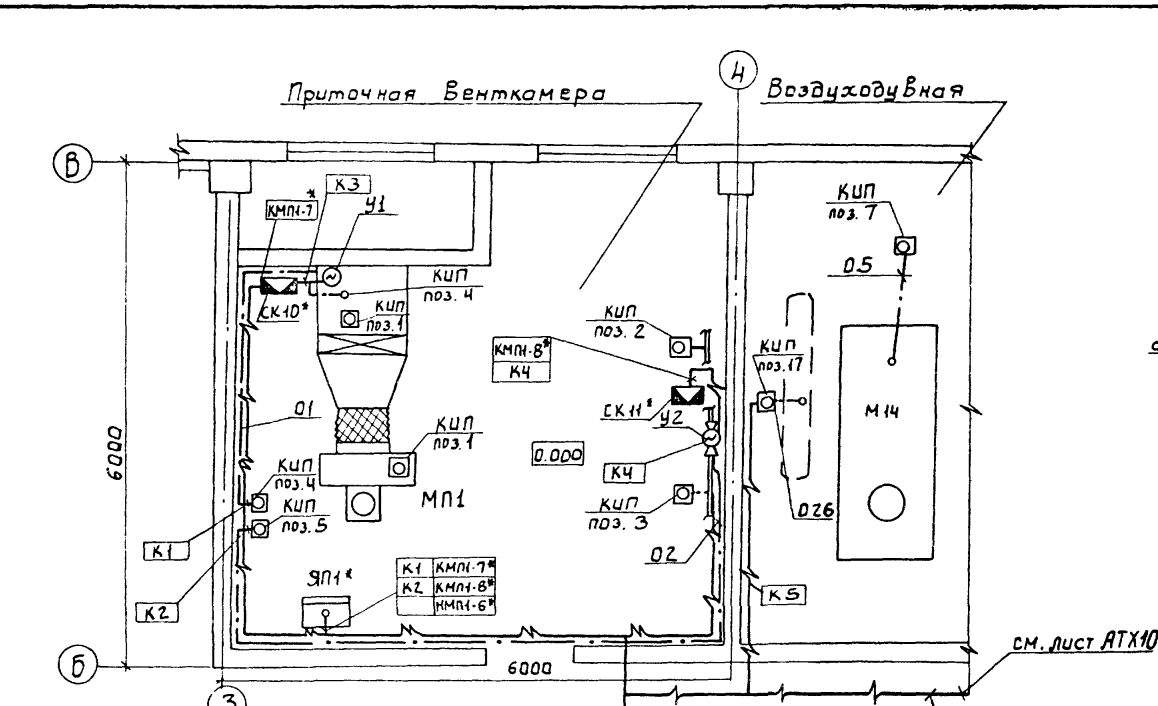 Приточная Венткамера
4
Воздуходувная
В
К3
КМП1-7*
У1
КИП
поз. 7
КИП
поз. 4
05
СК10*
КИП
поз.1
КИП
поз. 2
КМП1-8*
К4
КИП
поз.17
СК11*
М14
01
КИП
поз.1
У2
6000
0.000
К4
КИП
поз.4
МП1
КИП
поз. 3
КИП
поз.5
026
К1
02
ЯП1*
К1 КМП1-7*
К2 КМП1-8*
КМП1-6*
К5
К2
см. лист АТХ10
Б
6000
3